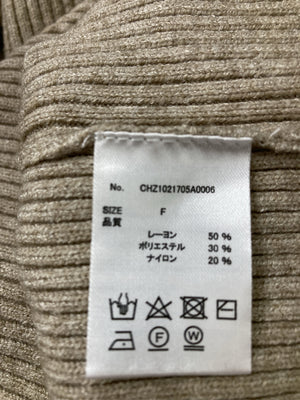 No. CHZ1021705A0006
SIZE F
品質
レーヨン 50 %
ポリエステル 30 %
ナイロン 20 %
F W